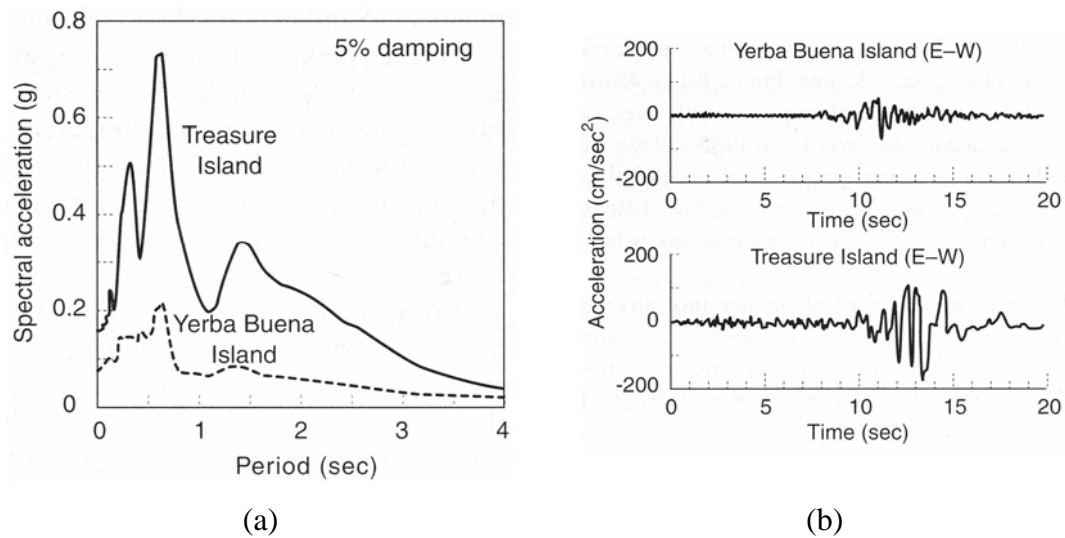 0.8
5% damping
0.6
Treasure
Island
0.4
0.2
Yerba Buena
Island
0
0
1
2
3
4
Spectral acceleration (g)
Period (sec)
(a)
Yerba Buena Island (E–W)
200
0
-200
0
5
10
15
20
Time (sec)
Treasure Island (E–W)
200
0
-200
0
5
10
15
20
Time (sec)
Acceleration (cm/sec²)
(b)